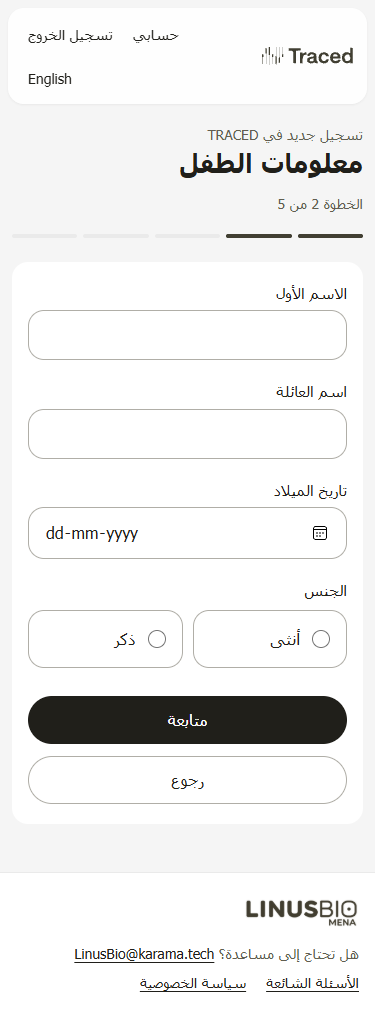 Traced
حسابي
تسجيل الخروج
English
تسجيل جديد في TRACED
معلومات الطفل
الخطوة 2 من 5
الاسم الأول
اسم العائلة
تاريخ الميلاد
dd-mm-yyyy
الجنس
أنثى
ذكر
متابعة
رجوع
LINUSBIO
MENA
هل تحتاج إلى مساعدة؟ LinusBio@karama.tech
الأسئلة الشائعة
سياسة الخصوصية